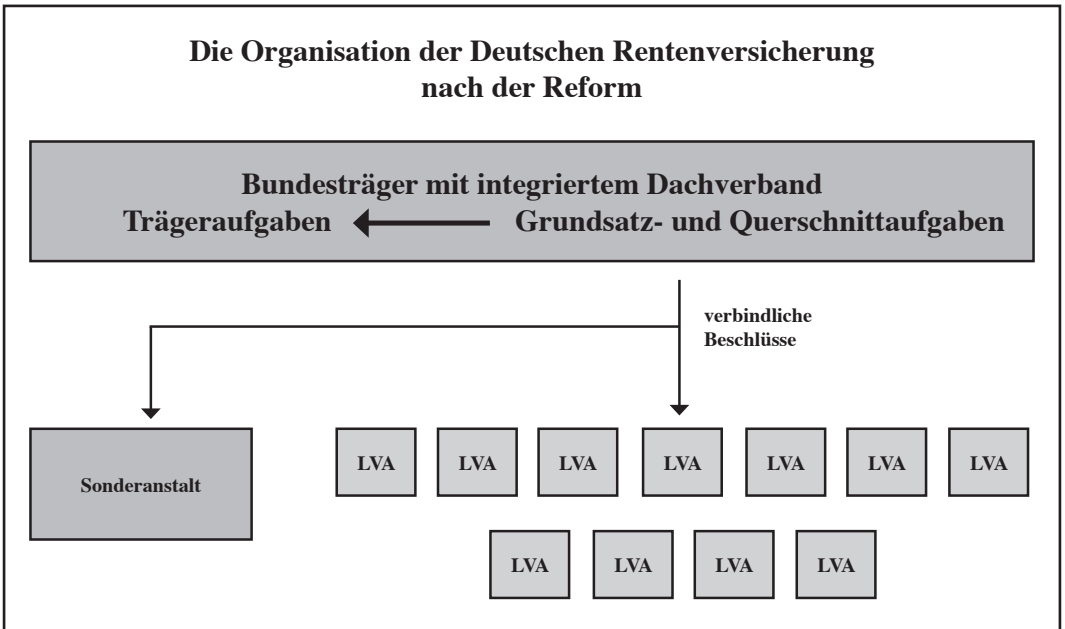 Die Organisation der Deutschen Rentenversicherung
nach der Reform
Bundesträger mit integriertem Dachverband
Trägeraufgaben Grundsatz- und Querschnittaufgaben
verbindliche
Beschlüsse
Sonderanstalt
LVA LVA LVA LVA LVA LVA LVA
LVA LVA LVA LVA